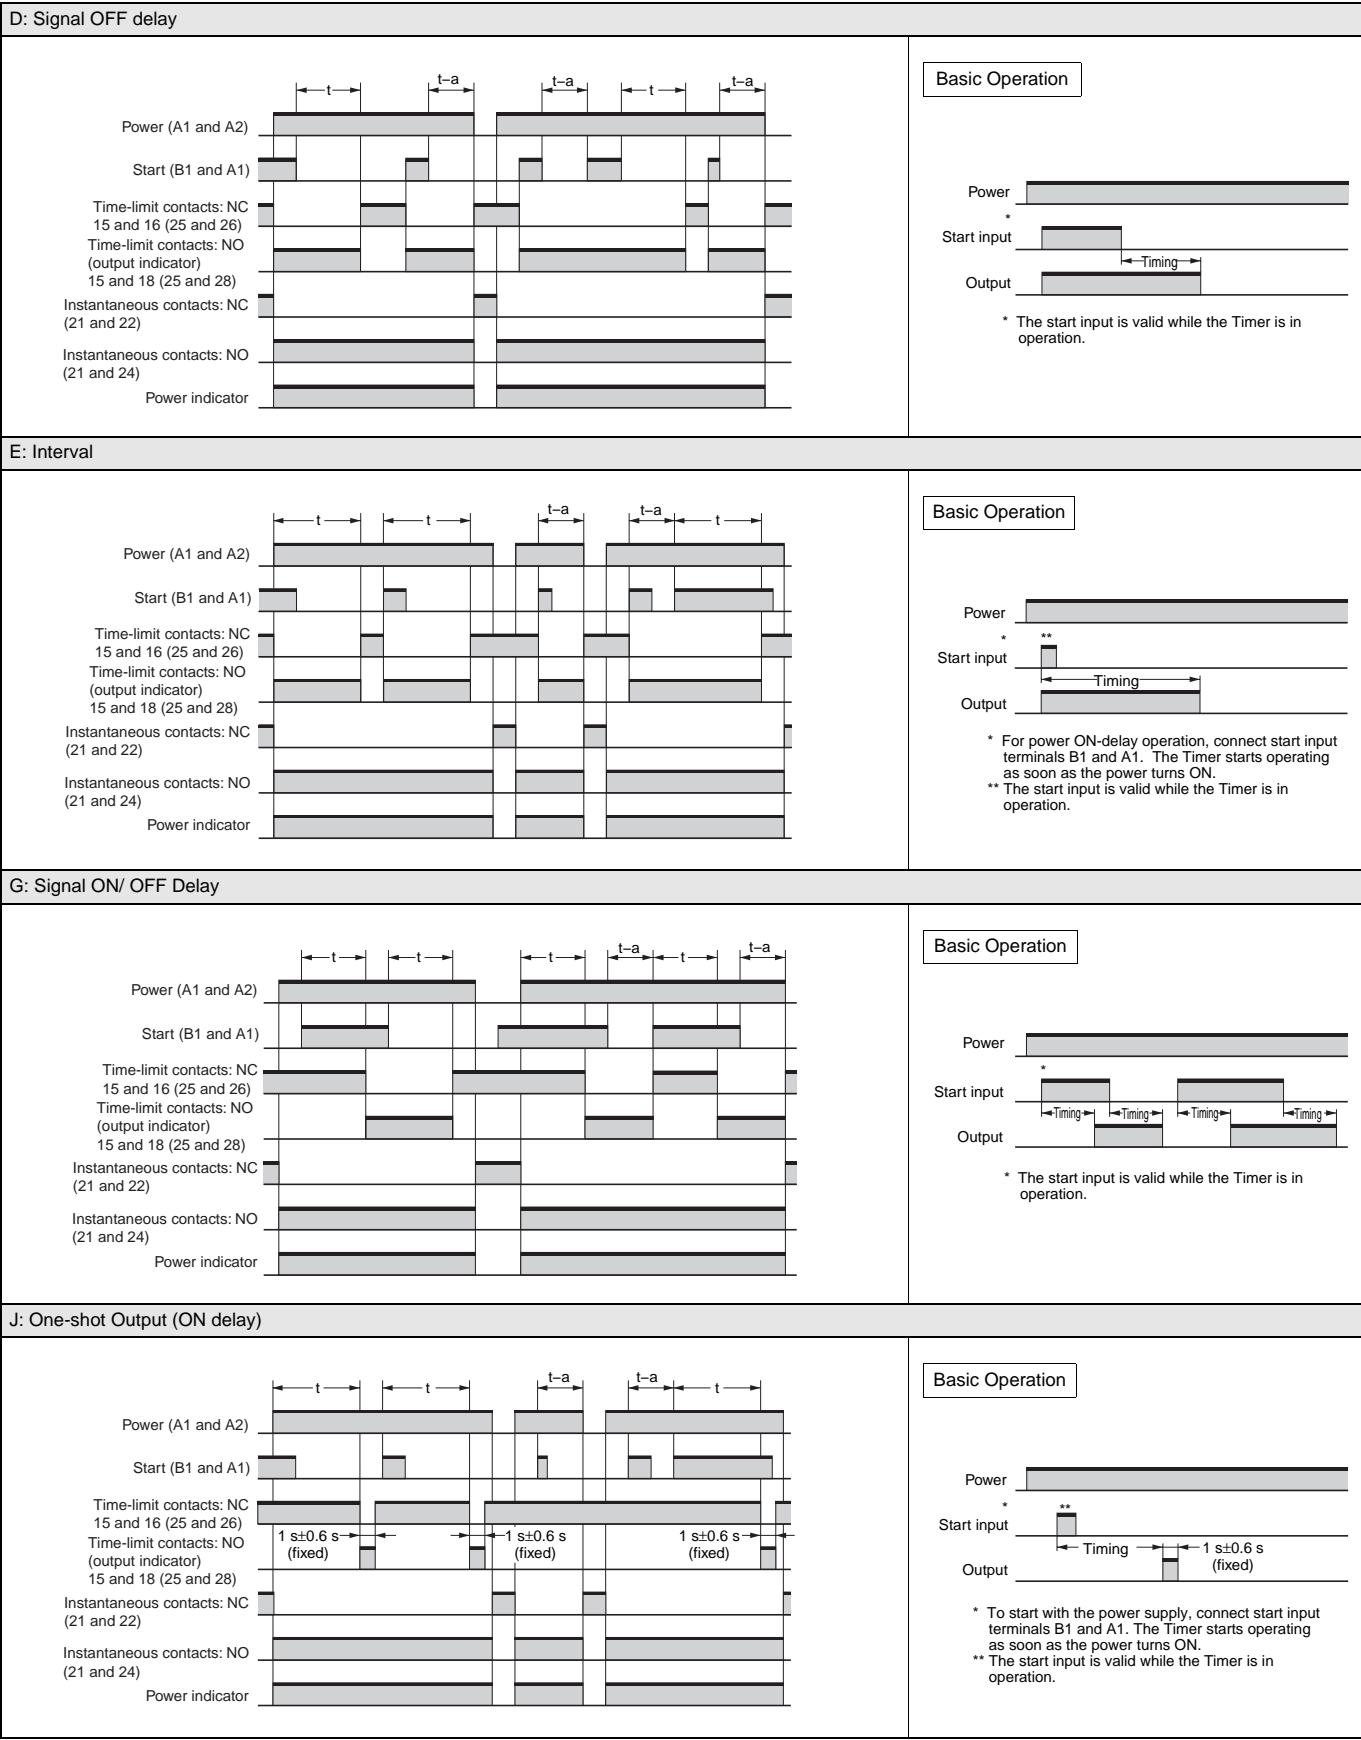 D: Signal OFF delay
t
t–a
t–a
t
t–a
Power (A1 and A2)
Start (B1 and A1)
Time-limit contacts: NC
15 and 16 (25 and 26)
Time-limit contacts: NO
(output indicator)
15 and 18 (25 and 28)
Instantaneous contacts: NC
(21 and 22)
Instantaneous contacts: NO
(21 and 24)
Power indicator
Basic Operation
Power
*
Start input
Timing
Output
* The start input is valid while the Timer is in
operation.
E: Interval
t
t
t–a
t–a
t
Power (A1 and A2)
Start (B1 and A1)
Time-limit contacts: NC
15 and 16 (25 and 26)
Time-limit contacts: NO
(output indicator)
15 and 18 (25 and 28)
Instantaneous contacts: NC
(21 and 22)
Instantaneous contacts: NO
(21 and 24)
Power indicator
Basic Operation
Power
* **
Start input
Timing
Output
* For power ON-delay operation, connect start input
terminals B1 and A1. The Timer starts operating
as soon as the power turns ON.
** The start input is valid while the Timer is in
operation.
G: Signal ON/ OFF Delay
t
t
t
t–a
t
t–a
Power (A1 and A2)
Start (B1 and A1)
Time-limit contacts: NC
15 and 16 (25 and 26)
Time-limit contacts: NO
(output indicator)
15 and 18 (25 and 28)
Instantaneous contacts: NC
(21 and 22)
Instantaneous contacts: NO
(21 and 24)
Power indicator
Basic Operation
Power
*
Start input
Timing Timing Timing Timing
Output
* The start input is valid while the Timer is in
operation.
J: One-shot Output (ON delay)
t
t
t–a
t–a
t
Power (A1 and A2)
Start (B1 and A1)
Time-limit contacts: NC
15 and 16 (25 and 26)
Time-limit contacts: NO
(output indicator)
15 and 18 (25 and 28)
1 s±0.6 s
(fixed)
1 s±0.6 s
(fixed)
1 s±0.6 s
(fixed)
Instantaneous contacts: NC
(21 and 22)
Instantaneous contacts: NO
(21 and 24)
Power indicator
Basic Operation
Power
* **
Start input
Timing
1 s±0.6 s
(fixed)
Output
* To start with the power supply, connect start input
terminals B1 and A1. The Timer starts operating
as soon as the power turns ON.
** The start input is valid while the Timer is in
operation.